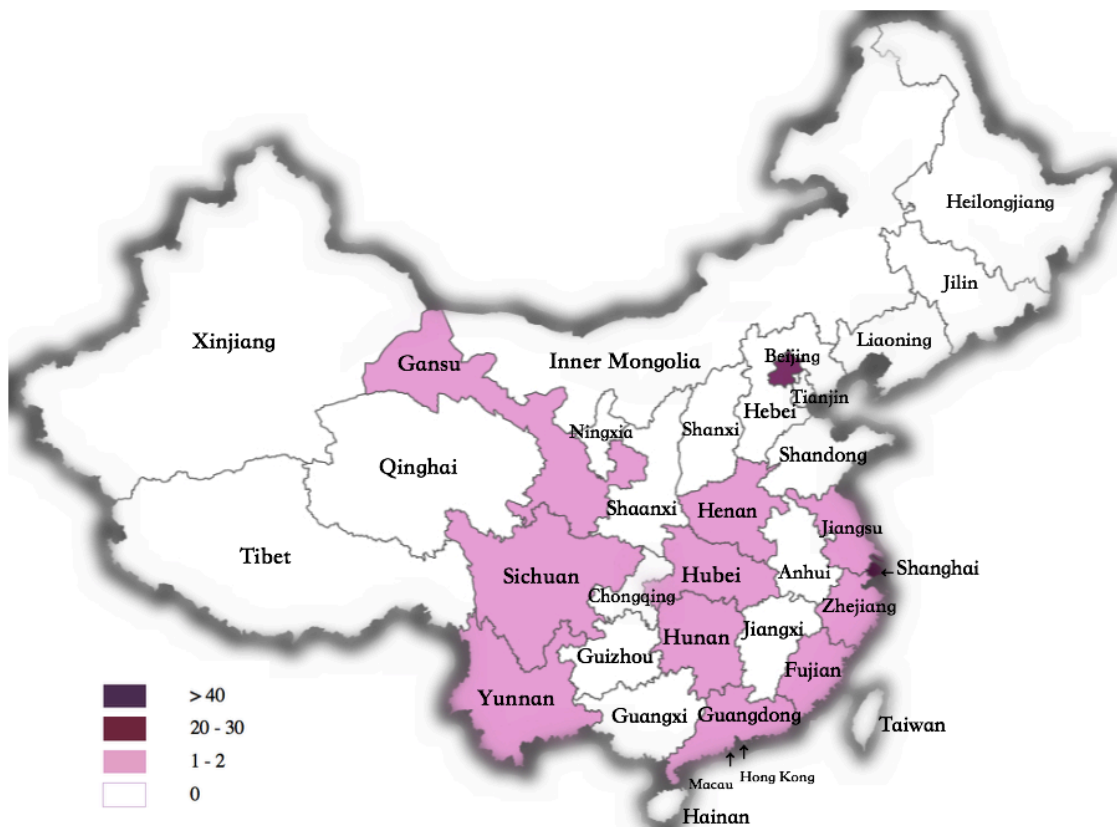 Heilongjiang
Jilin
Xinjiang
Liaoning
Beijing
Gansu
Inner Mongolia
Tianjin
Hebei
Ningxia
Shanxi
Shandong
Qinghai
Shaanxi
Henan
Jiangsu
Tibet
Sichuan
Hubei
Anhui
←Shanghai
Chongqing
Zhejiang
Hunan
Jiangxi
Guizhou
Fujian
Yunnan
Guangxi
Guangdong
Taiwan
↑ ↑
Macau Hong Kong
Hainan
> 40
20 - 30
1 - 2
0